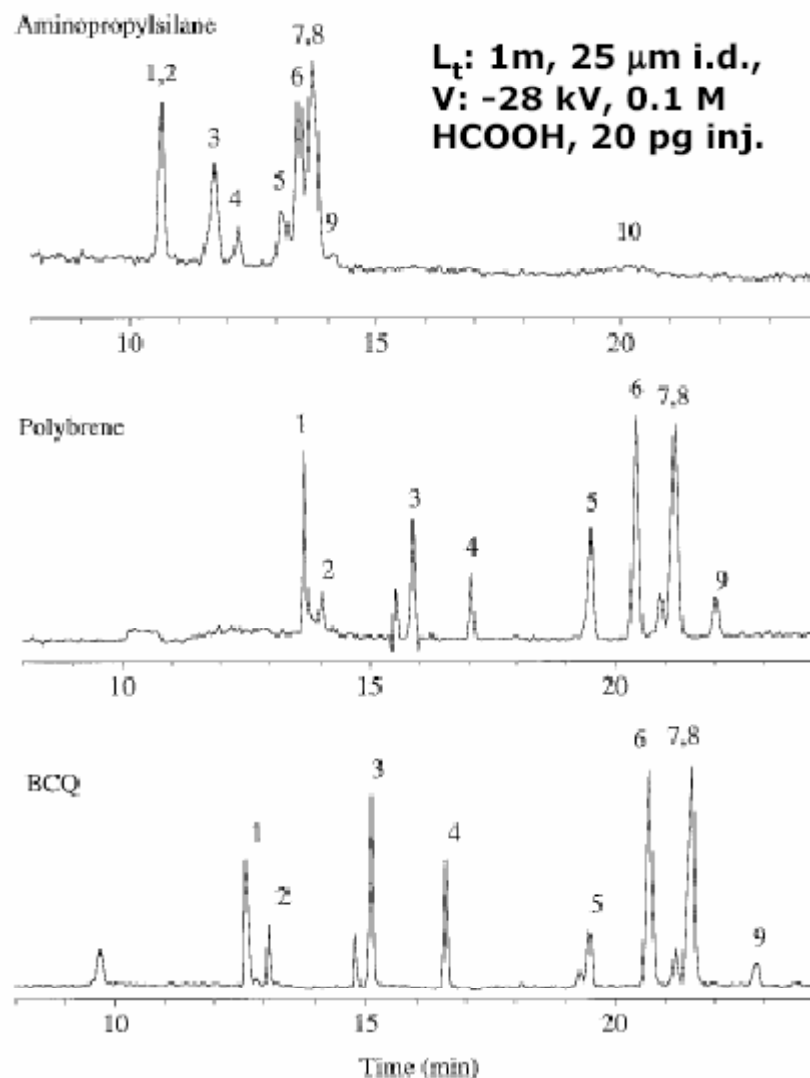 Aminopropylsilane
7,8
1,2
6
3
5
4
9
10
L_t: 1m, 25 μm i.d.,
V: -28 kV, 0.1 M
HCOOH, 20 pg inj.
10 15 20
Polybrene
1
2
3
4
5
6
7,8
9
10 15 20
BCQ
1
2
3
4
5
6
7,8
9
10 15 20
Time (min)